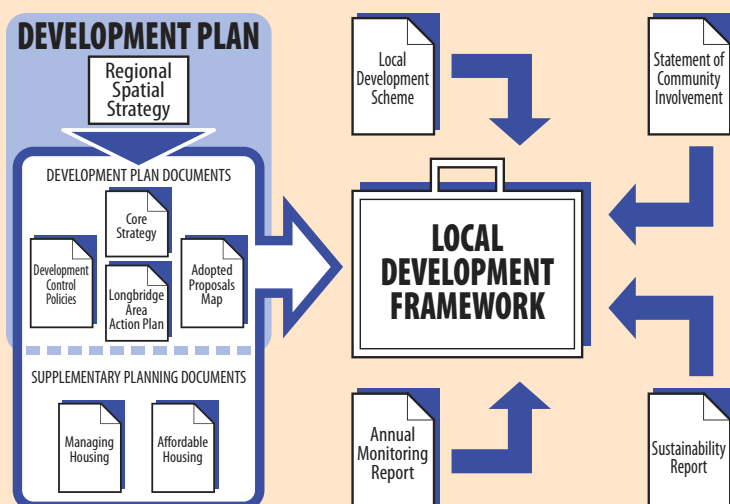 DEVELOPMENT PLAN
Regional
Spatial
Strategy
DEVELOPMENT PLAN DOCUMENTS
Core
Strategy
Development
Control
Policies
Longbridge
Area
Action Plan
Adopted
Proposals
Map
SUPPLEMENTARY PLANNING DOCUMENTS
Managing
Housing
Affordable
Housing
Local
Development
Scheme
Statement of
Community
Involvement
LOCAL
DEVELOPMENT
FRAMEWORK
Annual
Monitoring
Report
Sustainability
Report